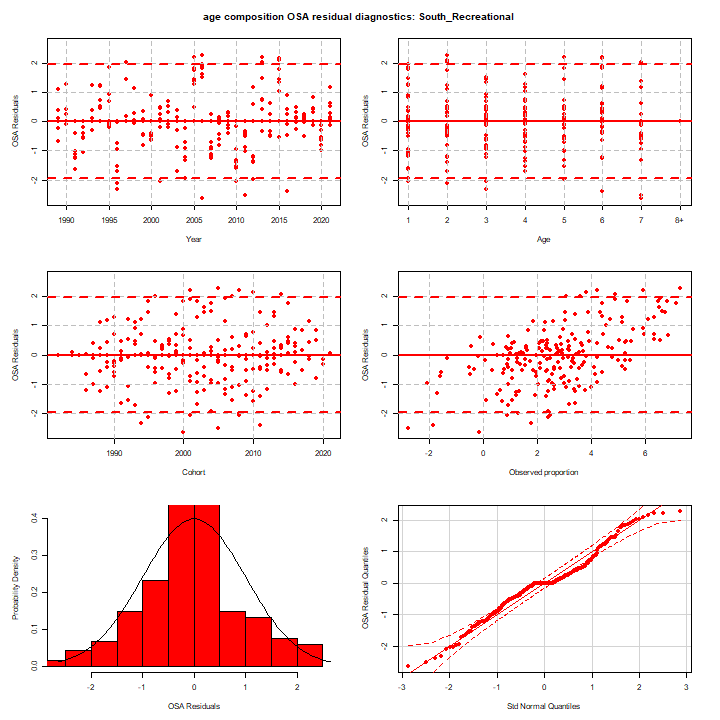 age composition OSA residual diagnostics: South_Recreational
OSA Residuals
2
1
0
-1
-2
1990 1995 2000 2005 2010 2015 2020
Year
OSA Residuals
2
1
0
-1
-2
1 2 3 4 5 6 7 8+
Age
OSA Residuals
2
1
0
-1
-2
1990 2000 2010 2020
Cohort
OSA Residuals
2
1
0
-1
-2
-2 0 2 4 6
Observed proportion
Probability Density
0.4
0.3
0.2
0.1
0.0
-2 -1 0 1 2
OSA Residuals
OSA Residual Quantiles
2
1
0
-1
-2
-3 -2 -1 0 1 2 3
Std Normal Quantiles